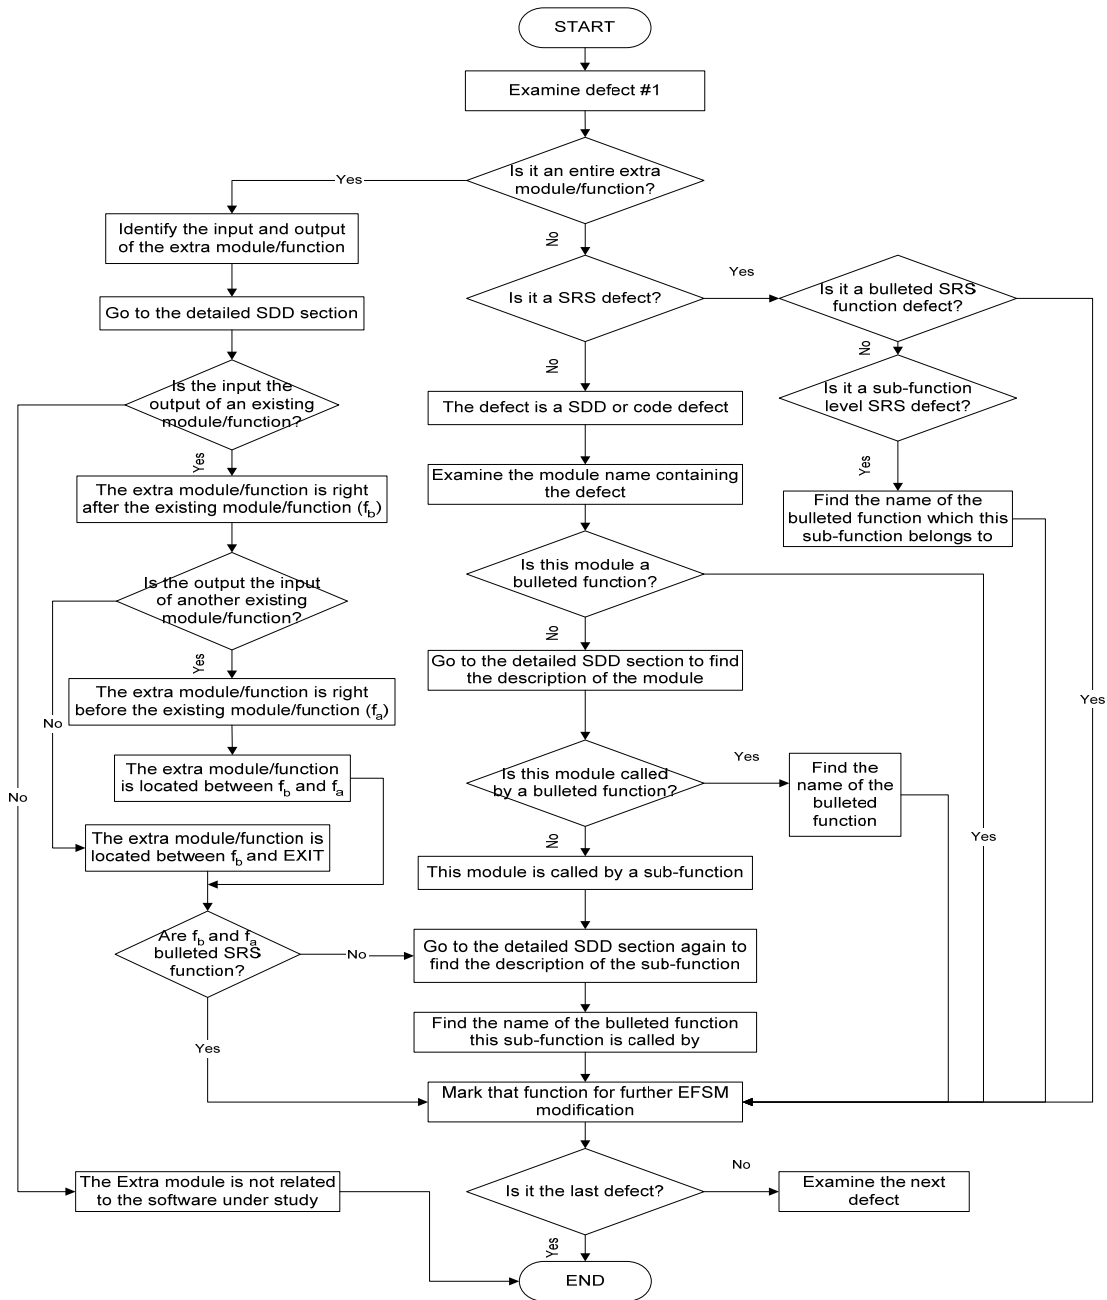 START
Examine defect #1
Is it an entire extra
module/function?
Yes
No
Identify the input and output
of the extra module/function
Go to the detailed SDD section
Is the input the
output of an existing
module/function?
Yes
No
The extra module/function is right
after the existing module/function (fb)
Is the output the input
of another existing
module/function?
Yes
No
The extra module/function is right
before the existing module/function (fa)
The extra module/function
is located between fb and fa
The extra module/function is
located between fb and EXIT
Are fb and fa
bulleted SRS
function?
No
Yes
The Extra module is not related
to the software under study
Is it a SRS defect?
Yes
No
Is it a bulleted SRS
function defect?
No
Yes
Is it a sub-function
level SRS defect?
Yes
Find the name of the
bulleted function which this
sub-function belongs to
The defect is a SDD or code defect
Examine the module name containing
the defect
Is this module a
bulleted function?
No
Yes
Go to the detailed SDD section to find
the description of the module
Is this module called
by a bulleted function?
Yes
No
Find the
name of the
bulleted
function
This module is called by a sub-function
Go to the detailed SDD section again to
find the description of the sub-function
Find the name of the bulleted function
this sub-function is called by
Mark that function for further EFSM
modification
Is it the last defect?
No
Yes
Examine the next
defect
END